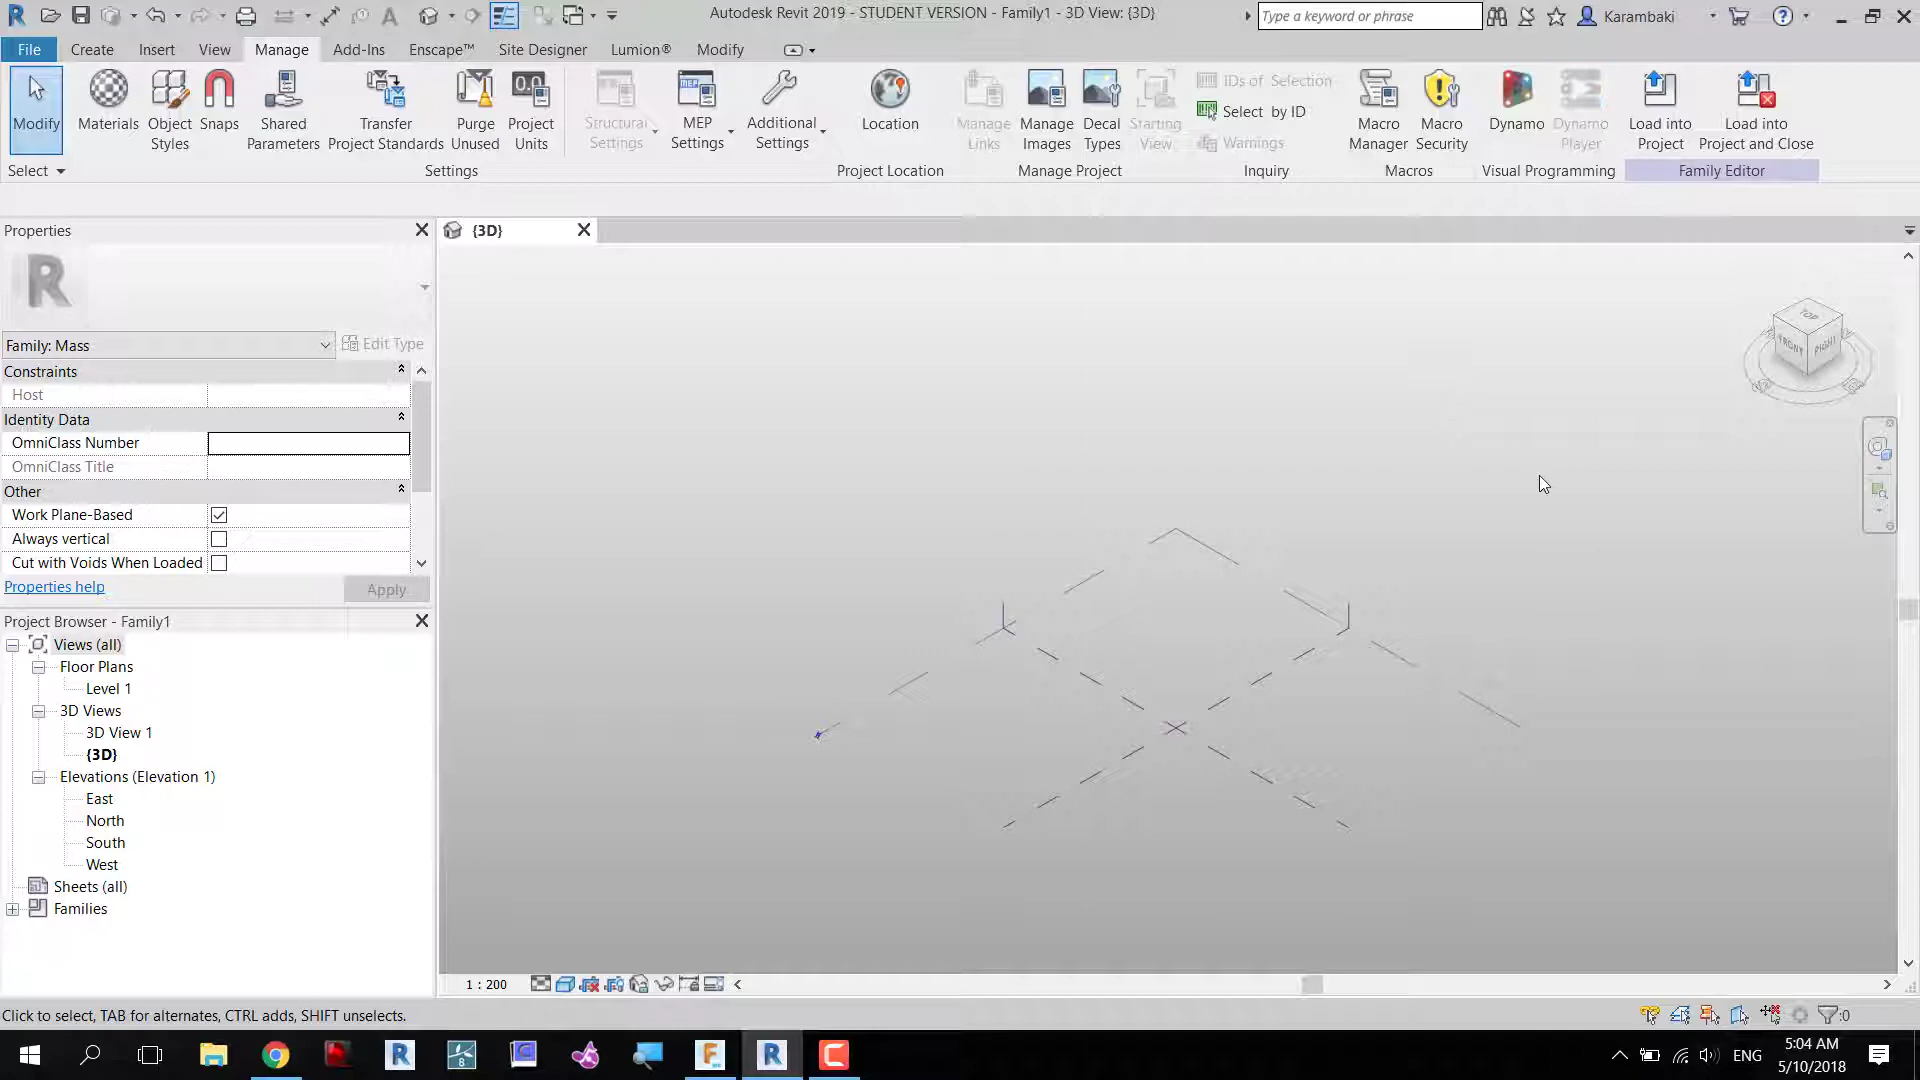 Autodesk Revit 2019 - STUDENT VERSION - Family1 - 3D View: {3D}
Type a keyword or phrase
Karambaki
File Create Insert View Manage Add-Ins Enscape™ Site Designer Lumion® Modify
Modify
Materials
Object Styles
Snaps
Shared Parameters
Transfer Project Standards
Purge Unused
Project Units
Structural Settings
MEP Settings
Additional Settings
Location
Manage Links
Manage Images
Decal Types
Starting View
IDs of Selection
Select by ID
Warnings
Macro Manager
Macro Security
Dynamo
Dynamo Player
Load into Project
Load into Project and Close
Select
Settings
Project Location
Manage Project
Inquiry
Macros
Visual Programming
Family Editor
Properties
{3D}
R
Family: Mass
Edit Type
Constraints
Host
Identity Data
OmniClass Number
OmniClass Title
Other
Work Plane-Based
Always vertical
Cut with Voids When Loaded
Properties help
Apply
TOP
FRONT
RIGHT
Project Browser - Family1
Views (all)
Floor Plans
Level 1
3D Views
3D View 1
{3D}
Elevations (Elevation 1)
East
North
South
West
Sheets (all)
Families
1 : 200
Click to select, TAB for alternates, CTRL adds, SHIFT unselects.
:0
ENG
5:04 AM
5/10/2018